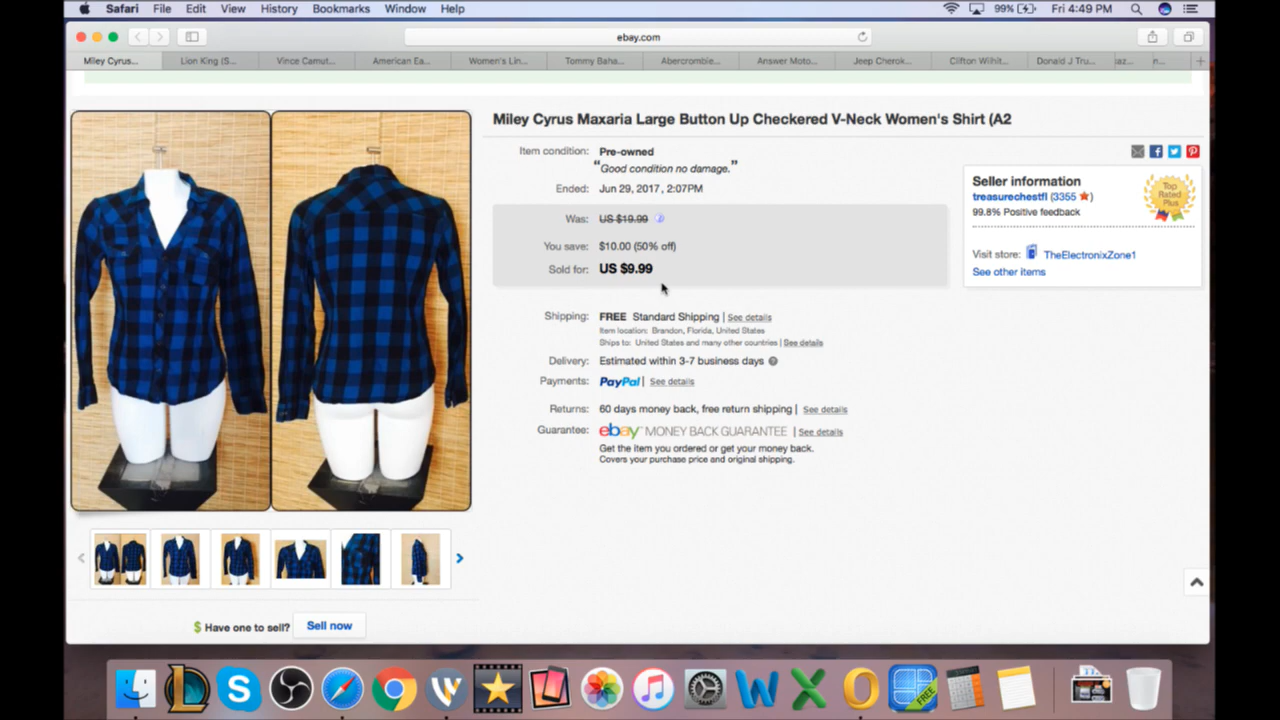 Safari File Edit View History Bookmarks Window Help 99% Fri 4:49 PM
ebay.com
Miley Cyrus... Lion King (S... Vince Camut... American Ea... Women's Lin... Tommy Baha... Abercrombie... Answer Moto... Jeep Cherok... Clifton Wilhit... Donald J Tru... az... n...
Miley Cyrus Maxaria Large Button Up Checkered V-Neck Women's Shirt (A2
Item condition: Pre-owned
“Good condition no damage.”
Ended: Jun 29, 2017 , 2:07PM
Was: US $19.99
You save: $10.00 (50% off)
Sold for: US $9.99
Shipping: FREE Standard Shipping | See details
Item location: Brandon, Florida, United States
Ships to: United States and many other countries | See details
Delivery: Estimated within 3-7 business days
Payments: PayPal | See details
Returns: 60 days money back, free return shipping | See details
Guarantee: ebay MONEY BACK GUARANTEE | See details
Get the item you ordered or get your money back.
Covers your purchase price and original shipping.
Seller information
treasurechestfl (3355 )
99.8% Positive feedback
Top
Rated
Plus
Visit store: TheElectronixZone1
See other items
$ Have one to sell? Sell now
FREE